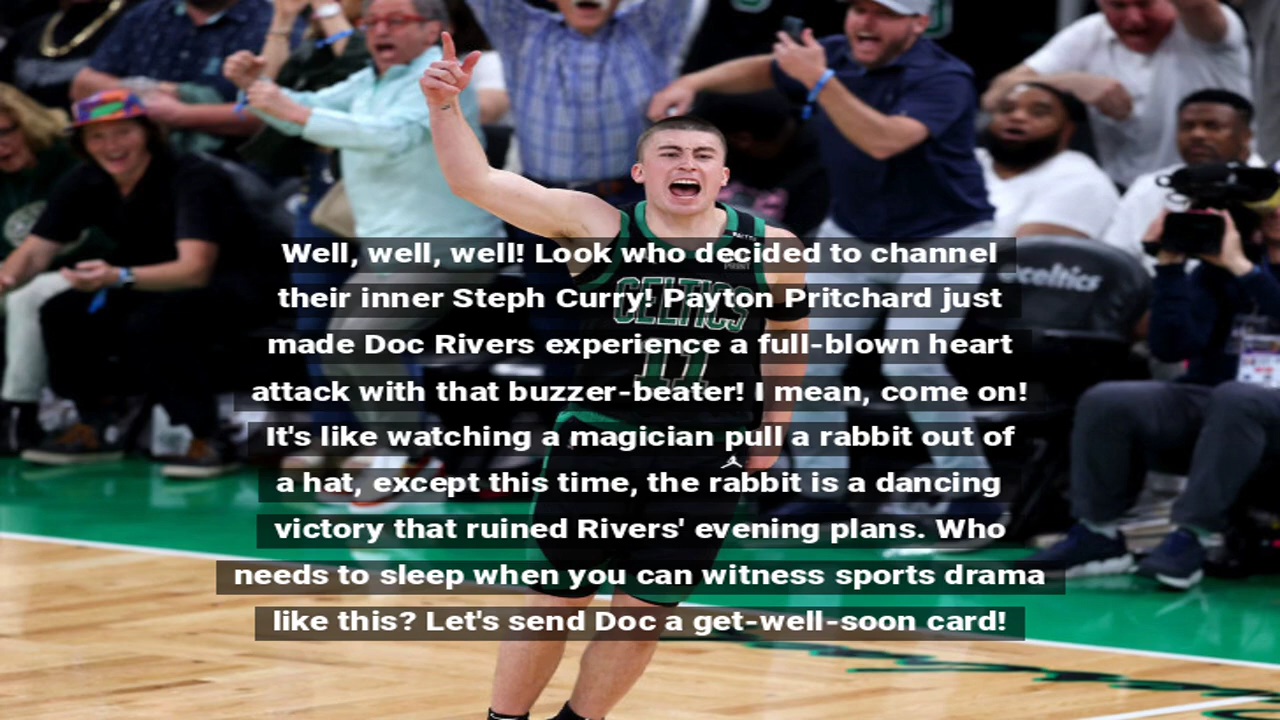 Well, well, well! Look who decided to channel
their inner Steph Curry! Payton Pritchard just
made Doc Rivers experience a full-blown heart
attack with that buzzer-beater! I mean, come on!
It's like watching a magician pull a rabbit out of
a hat, except this time, the rabbit is a dancing
victory that ruined Rivers' evening plans. Who
needs to sleep when you can witness sports drama
like this? Let's send Doc a get-well-soon card!
CELTICS
11
celtics